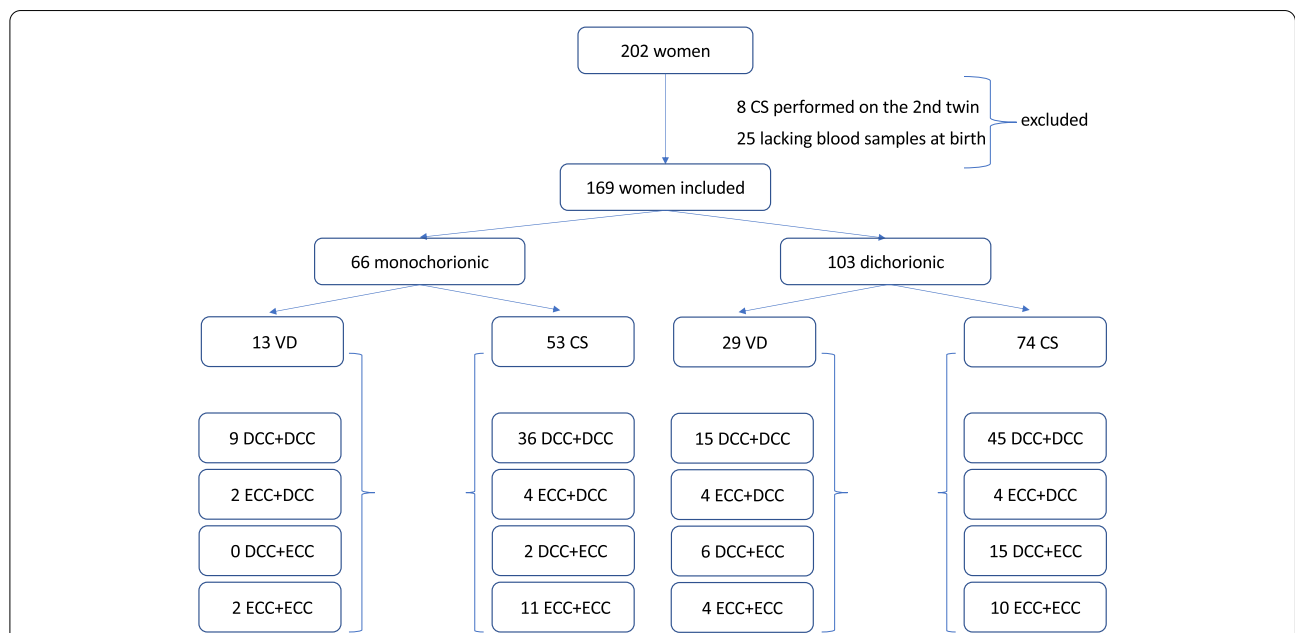 202 women
8 CS performed on the 2nd twin
25 lacking blood samples at birth
excluded
169 women included
66 monochorionic
103 dichorionic
13 VD
53 CS
29 VD
74 CS
9 DCC+DCC
36 DCC+DCC
15 DCC+DCC
45 DCC+DCC
2 ECC+DCC
4 ECC+DCC
4 ECC+DCC
4 ECC+DCC
0 DCC+ECC
2 DCC+ECC
6 DCC+ECC
15 DCC+ECC
2 ECC+ECC
11 ECC+ECC
4 ECC+ECC
10 ECC+ECC